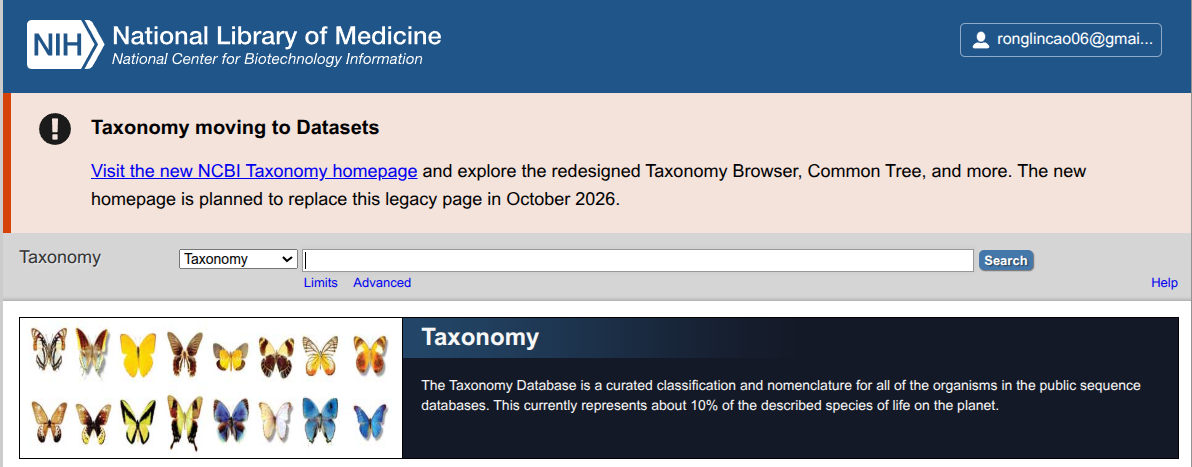 NIH
National Library of Medicine
National Center for Biotechnology Information
ronglincao06@gmai...
Taxonomy moving to Datasets
Visit the new NCBI Taxonomy homepage and explore the redesigned Taxonomy Browser, Common Tree, and more. The new
homepage is planned to replace this legacy page in October 2026.
Taxonomy
Taxonomy
Search
Limits
Advanced
Help
Taxonomy
The Taxonomy Database is a curated classification and nomenclature for all of the organisms in the public sequence
databases. This currently represents about 10% of the described species of life on the planet.